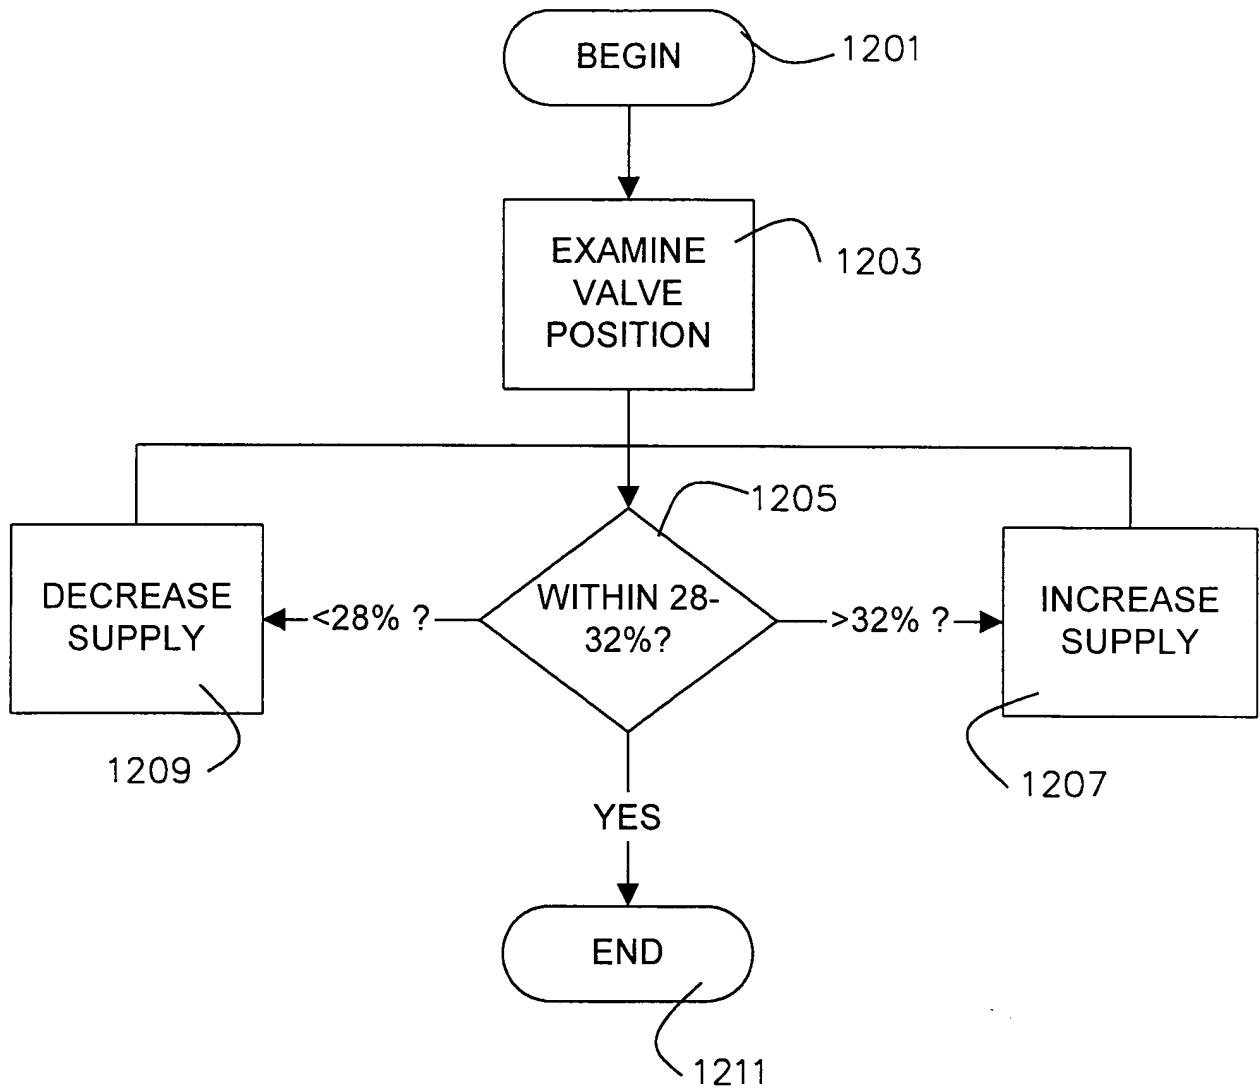 BEGIN
1201
EXAMINE
VALVE
POSITION
1203
1205
WITHIN 28-
32%?
<28% ?
>32% ?
DECREASE
SUPPLY
1209
INCREASE
SUPPLY
1207
YES
END
1211